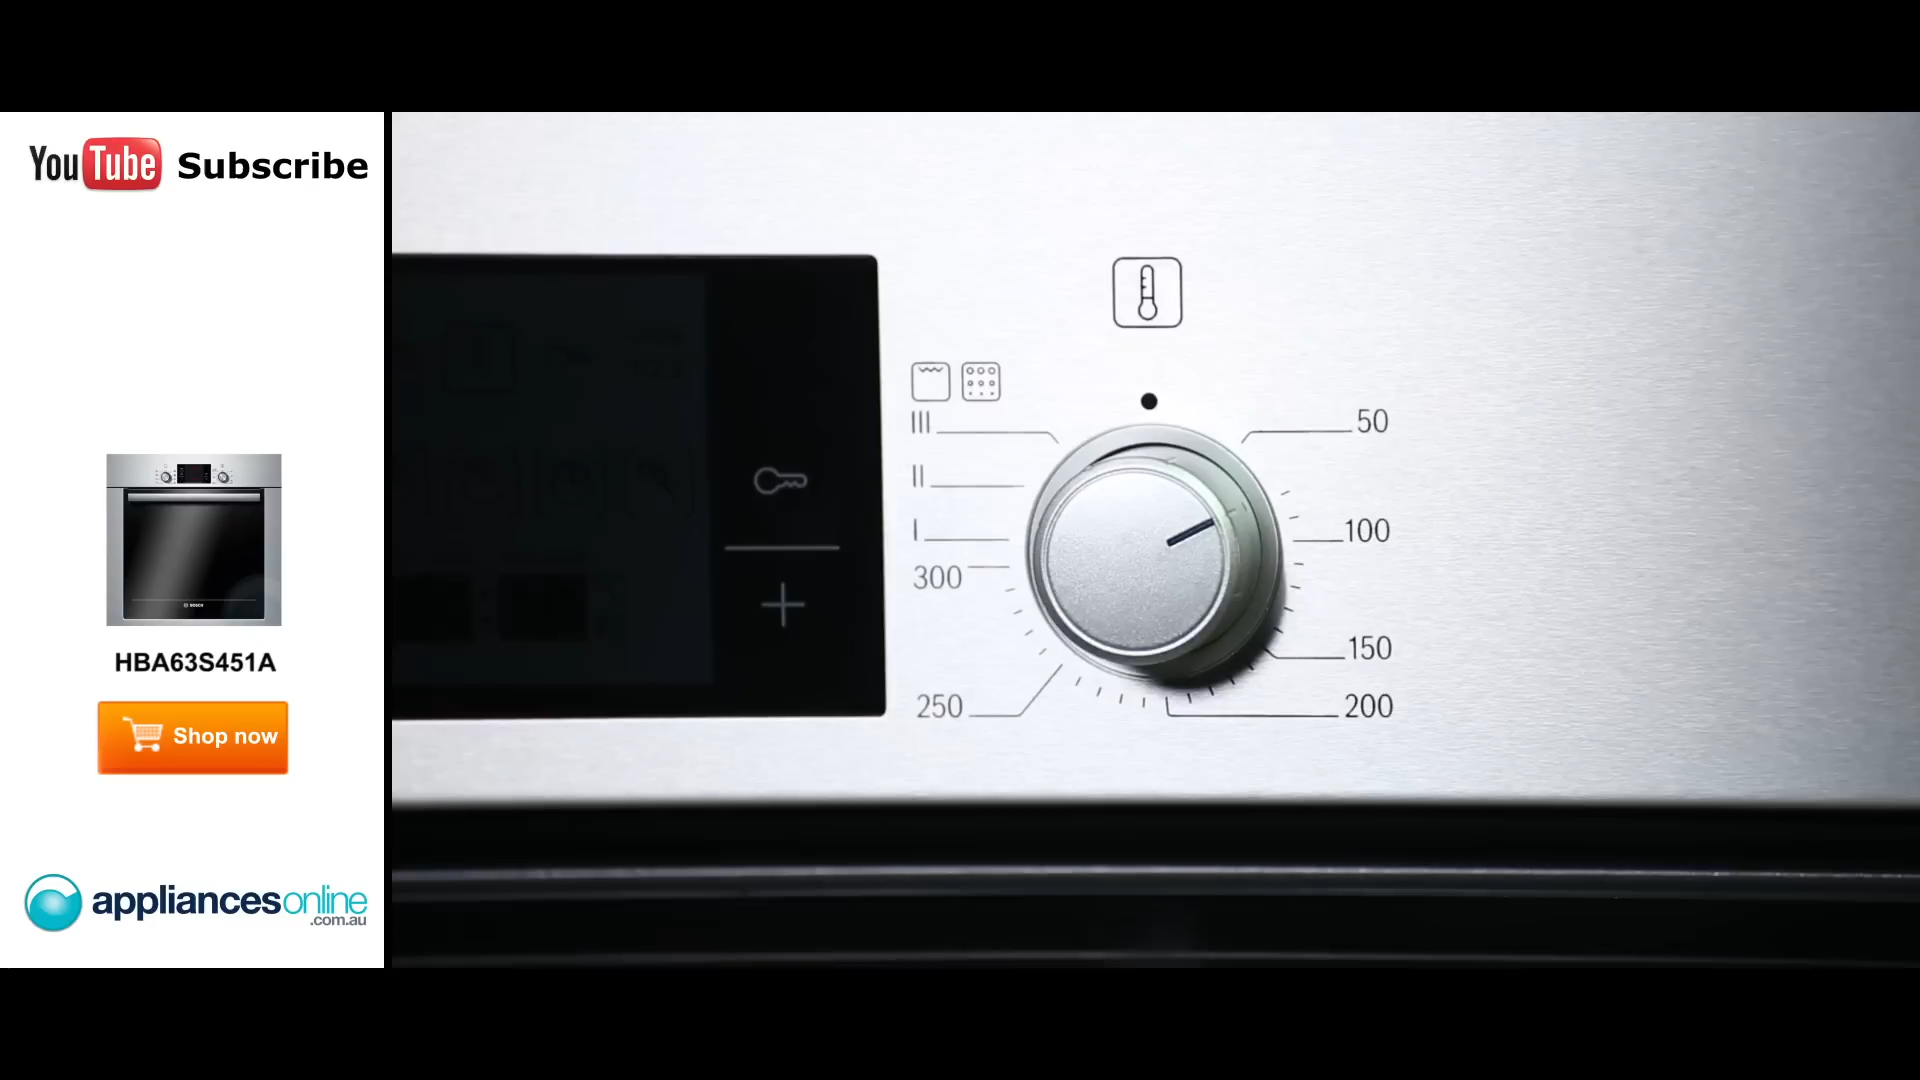 YouTube Subscribe
HBA63S451A
Shop now
appliancesonline
.com.au
III
II
I
300
250
50
100
150
200